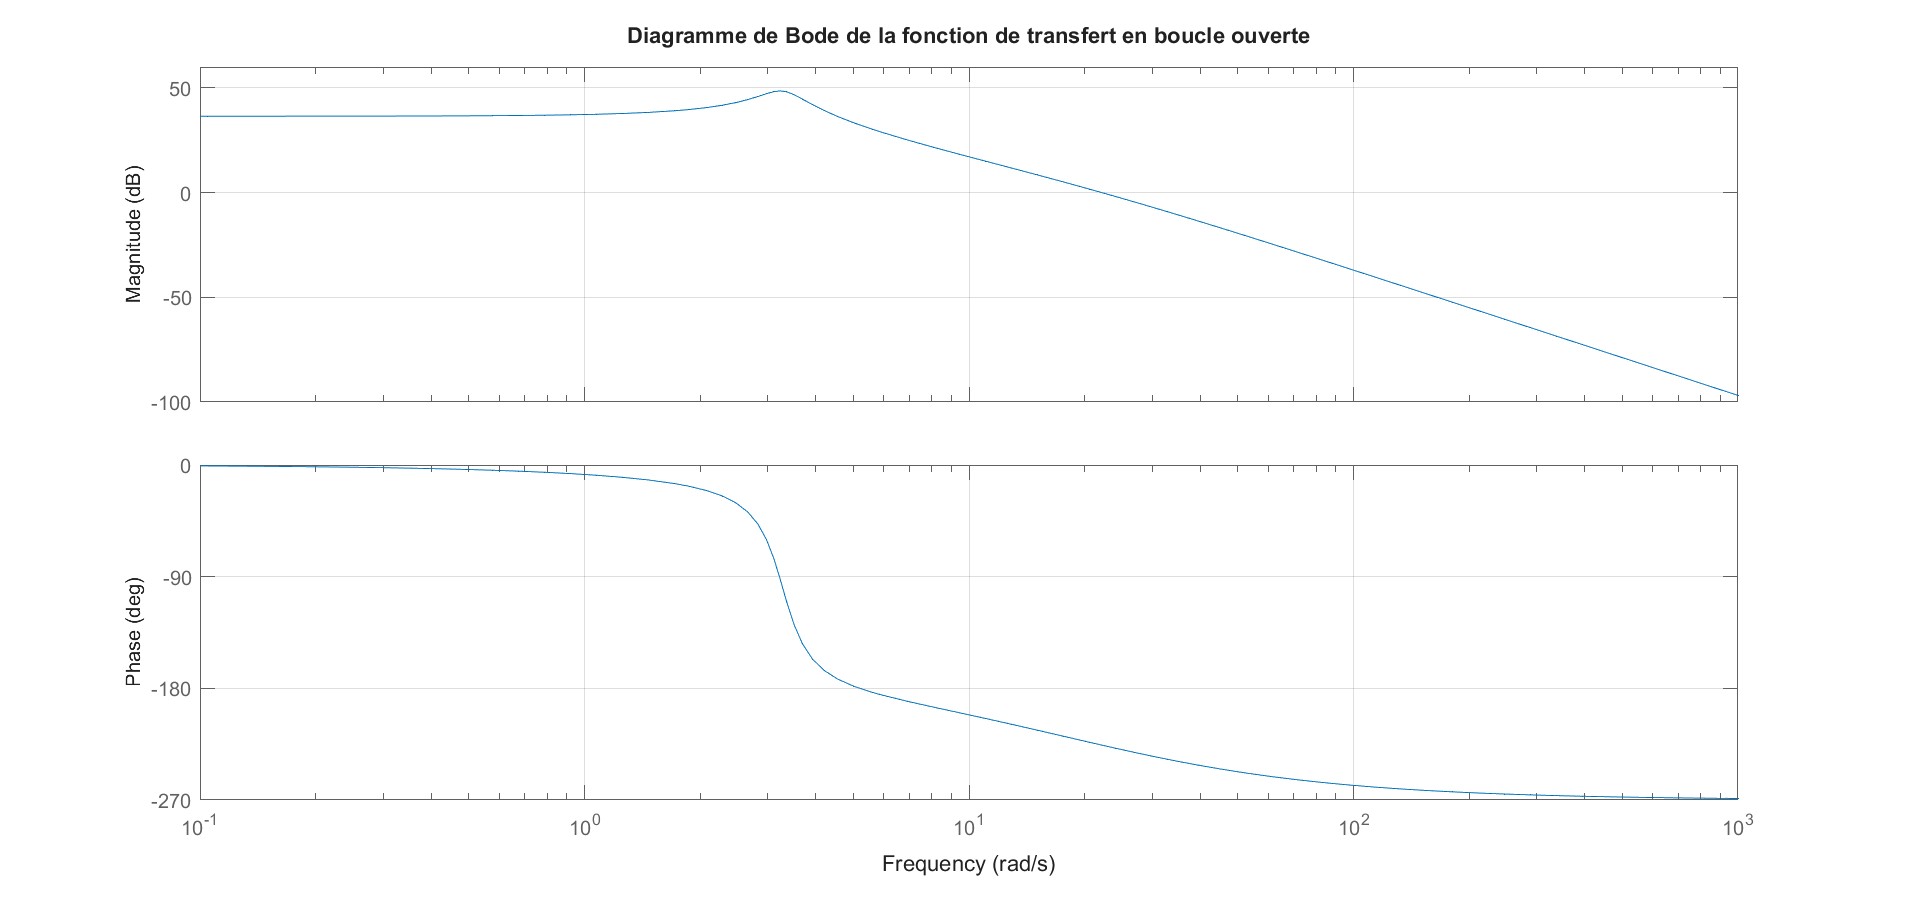 Diagramme de Bode de la fonction de transfert en boucle ouverte
Magnitude (dB)
50
0
-50
-100
Phase (deg)
0
-90
-180
-270
10^-1 10^0 10^1 10^2 10^3
Frequency (rad/s)